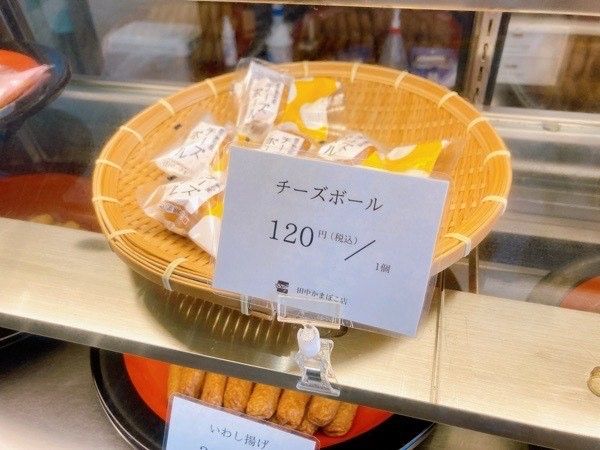 チーズボール
120円(税込)／1個
田中かまぼこ店
いわし揚げ